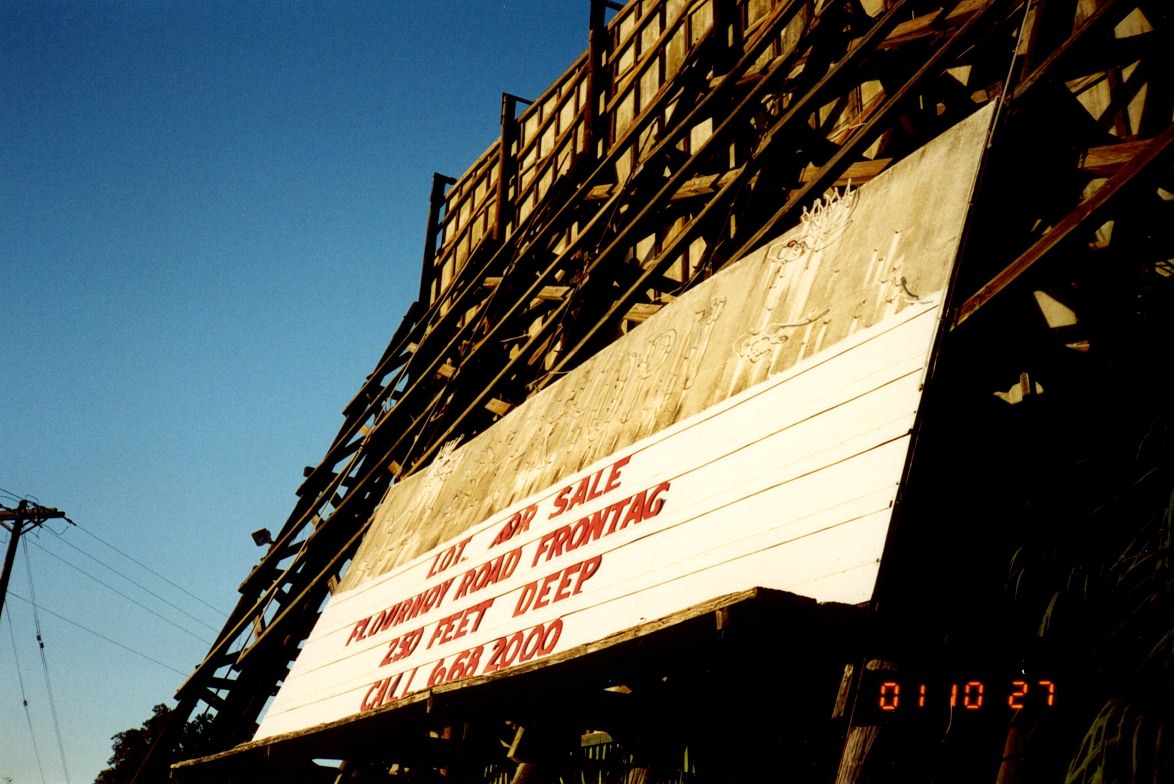 LOT FOR SALE
FLOURNOY ROAD FRONTAG
250 FEET DEEP
CALL 668 2000
01 10 27